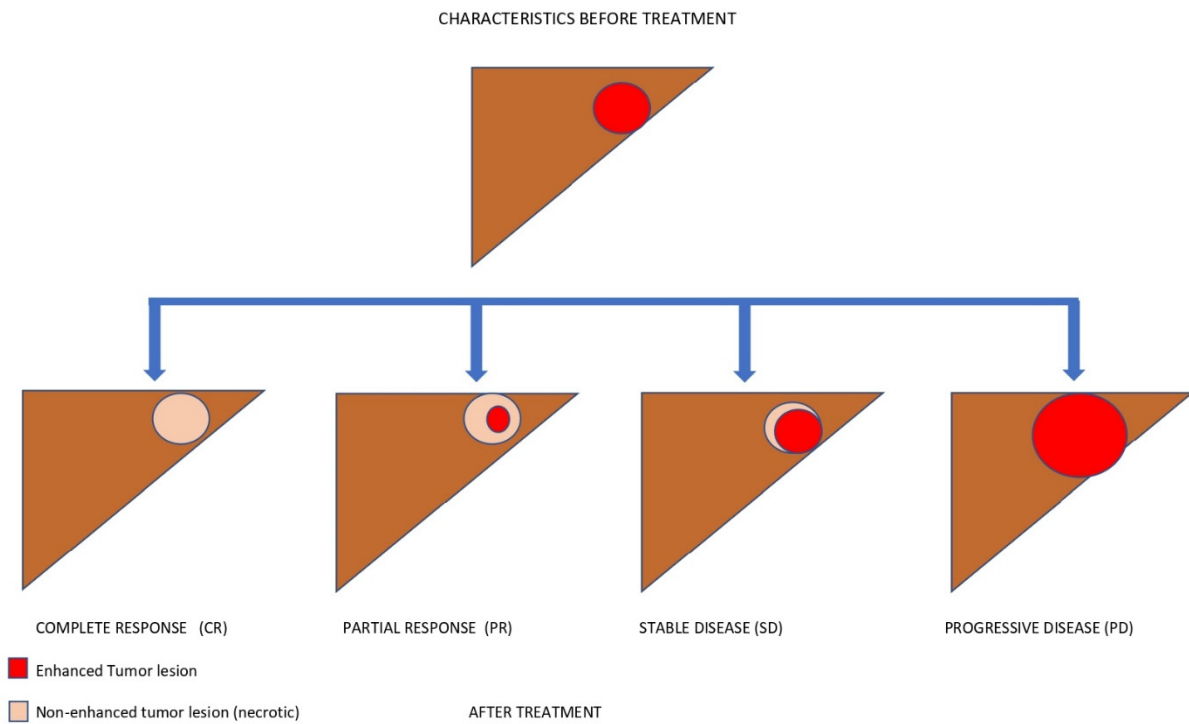 CHARACTERISTICS BEFORE TREATMENT
COMPLETE RESPONSE (CR)
PARTIAL RESPONSE (PR)
STABLE DISEASE (SD)
PROGRESSIVE DISEASE (PD)
Enhanced Tumor lesion
Non-enhanced tumor lesion (necrotic)
AFTER TREATMENT